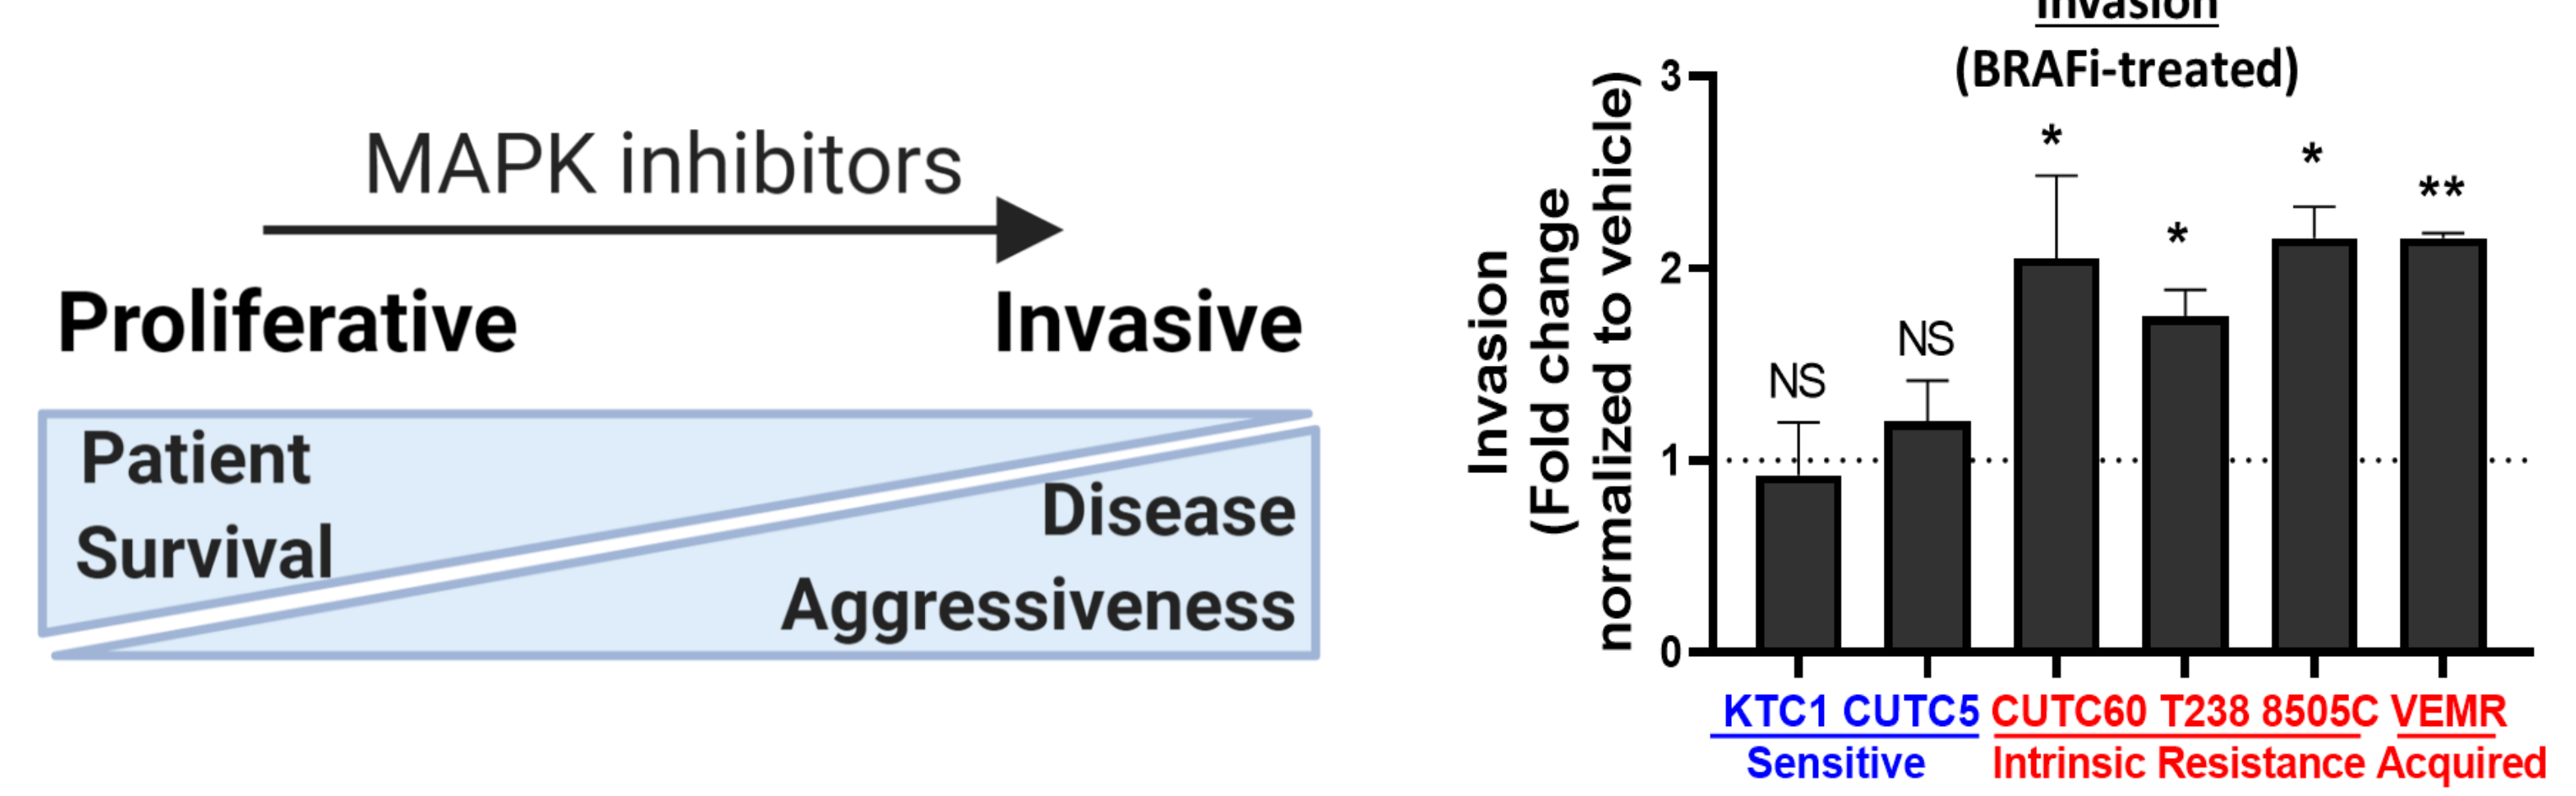 MAPK inhibitors
Proliferative
Invasive
Patient
Survival
Disease
Aggressiveness
Invasion
(BRAFi-treated)
Invasion
(Fold change
normalized to vehicle)
3
2
1
0
NS
NS
*
*
*
**
KTC1 CUTC5 CUTC60 T238 8505C VEMR
Sensitive Intrinsic Resistance Acquired